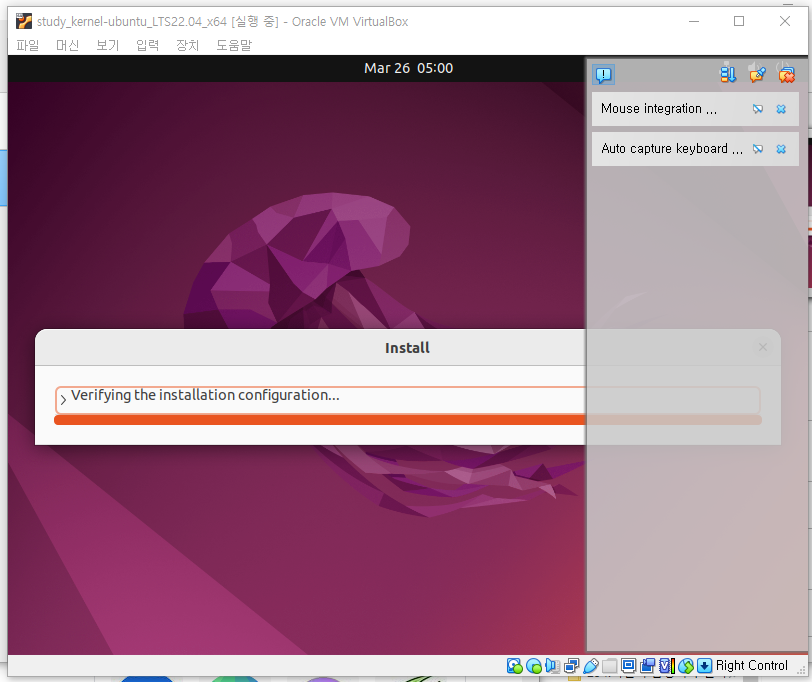 study_kernel-ubuntu_LTS22.04_x64 [실행 중] - Oracle VM VirtualBox
파일 머신 보기 입력 장치 도움말
Mar 26 05:00
Mouse integration ...
Auto capture keyboard ...
Install
Verifying the installation configuration...
Right Control